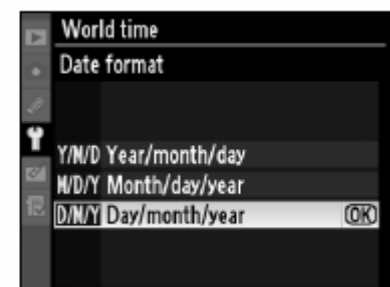 World time
Date format
Y/M/D Year/month/day
M/D/Y Month/day/year
D/M/Y Day/month/year OK